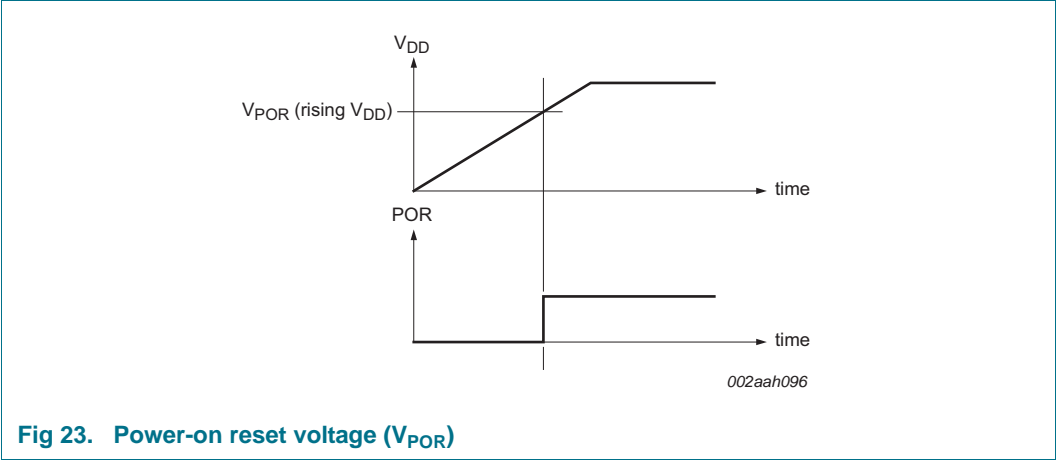 VDD
VPOR (rising VDD)
time
POR
time
002aah096
Fig 23. Power-on reset voltage (VPOR)